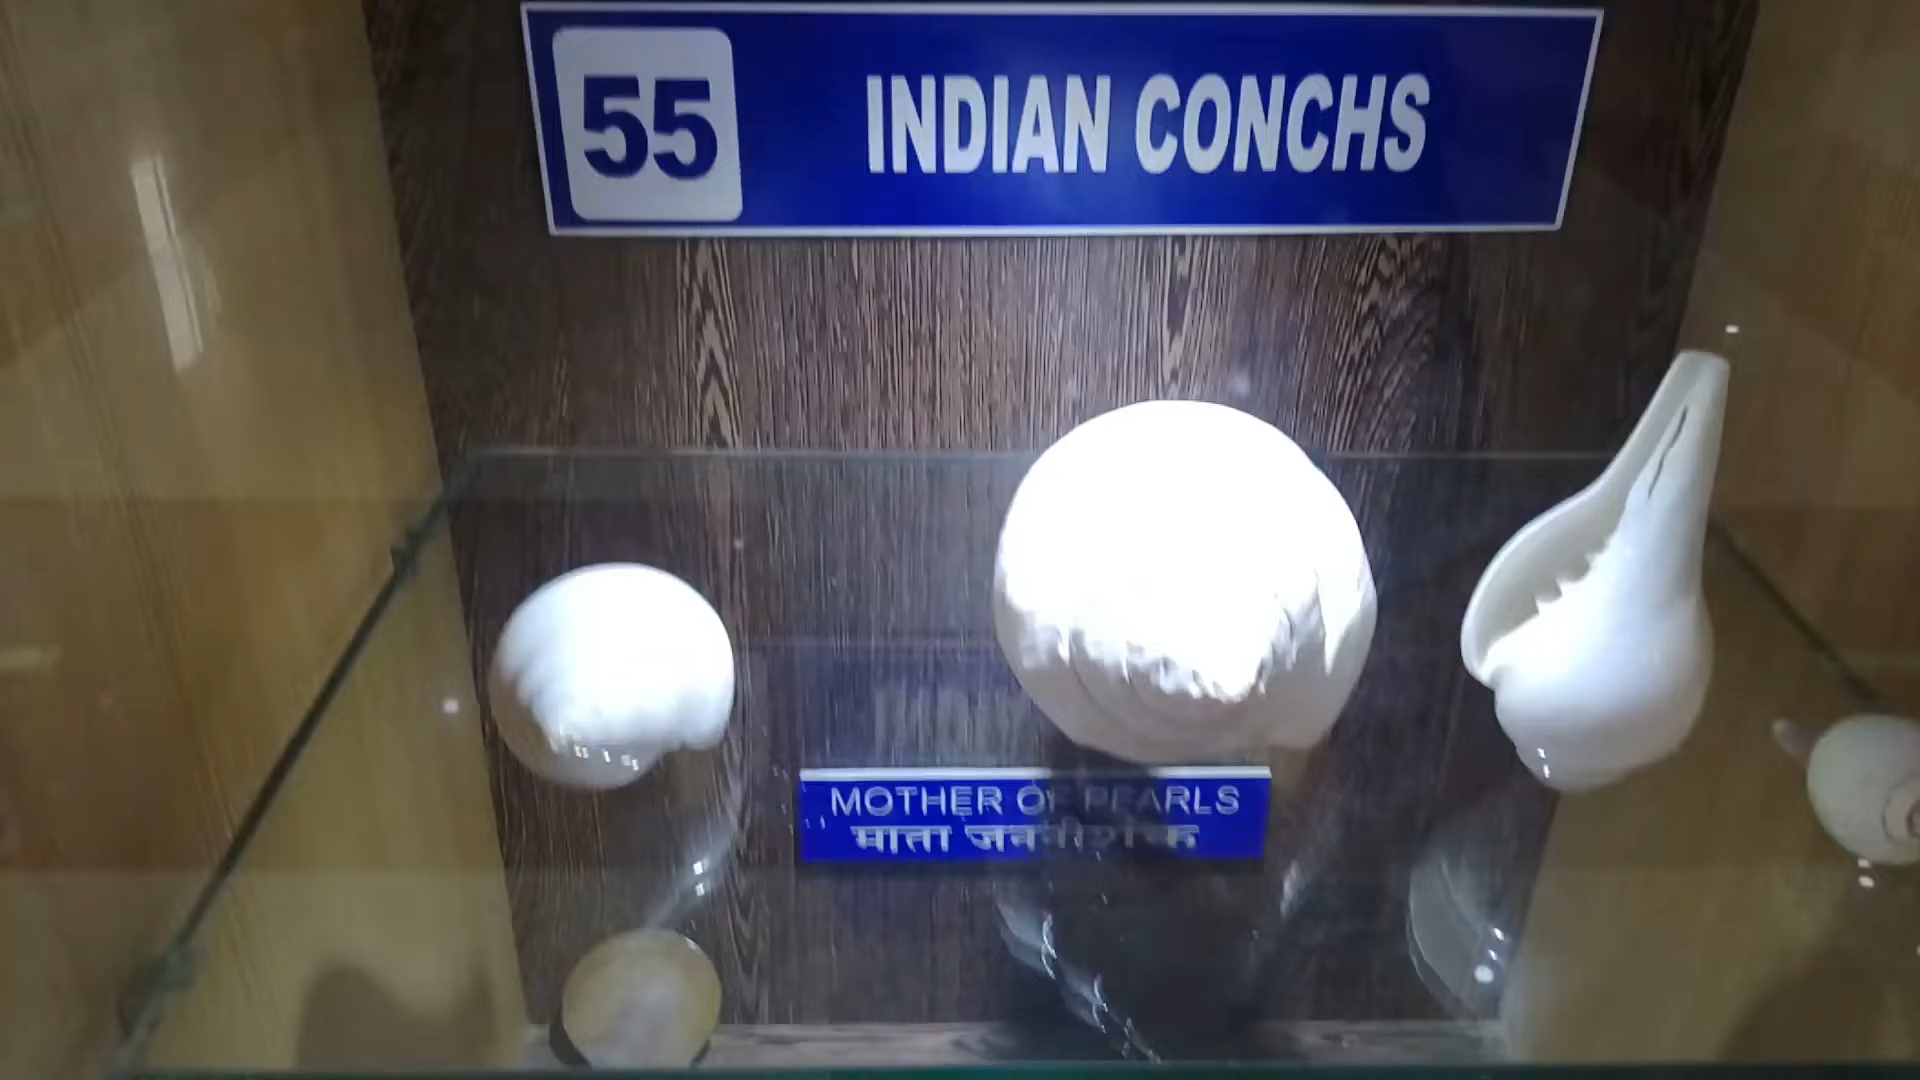 55
INDIAN CONCHS
MOTHER OF PEARLS
माता